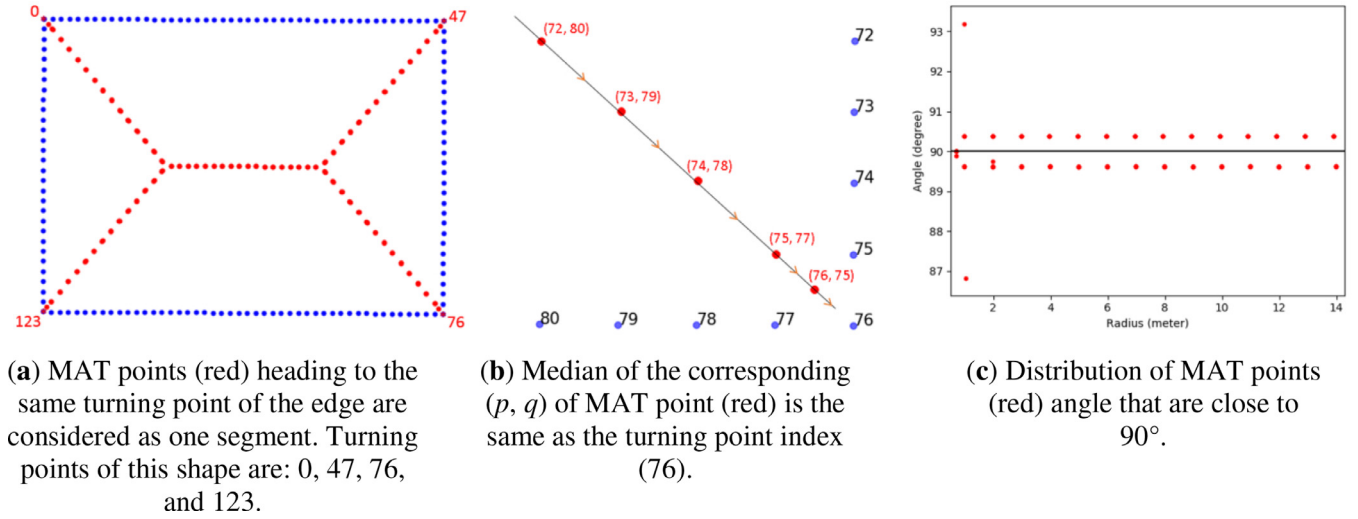 0
47
123
76
(72, 80)
72
(73, 79)
73
(74, 78)
74
(75, 77)
75
(76, 75)
80
79
78
77
76
93
92
91
90
89
88
87
Angle (degree)
2
4
6
8
10
12
14
Radius (meter)
(a) MAT points (red) heading to the
same turning point of the edge are
considered as one segment. Turning
points of this shape are: 0, 47, 76,
and 123.
(b) Median of the corresponding
(p, q) of MAT point (red) is the
same as the turning point index
(76).
(c) Distribution of MAT points
(red) angle that are close to
90°.